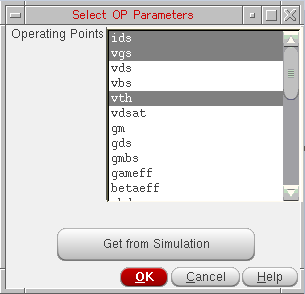 Select OP Parameters
Operating Points
ids
vgs
vds
vbs
vth
vdsat
gm
gds
gmbs
gameff
betaeff
Get from Simulation
OK
Cancel
Help